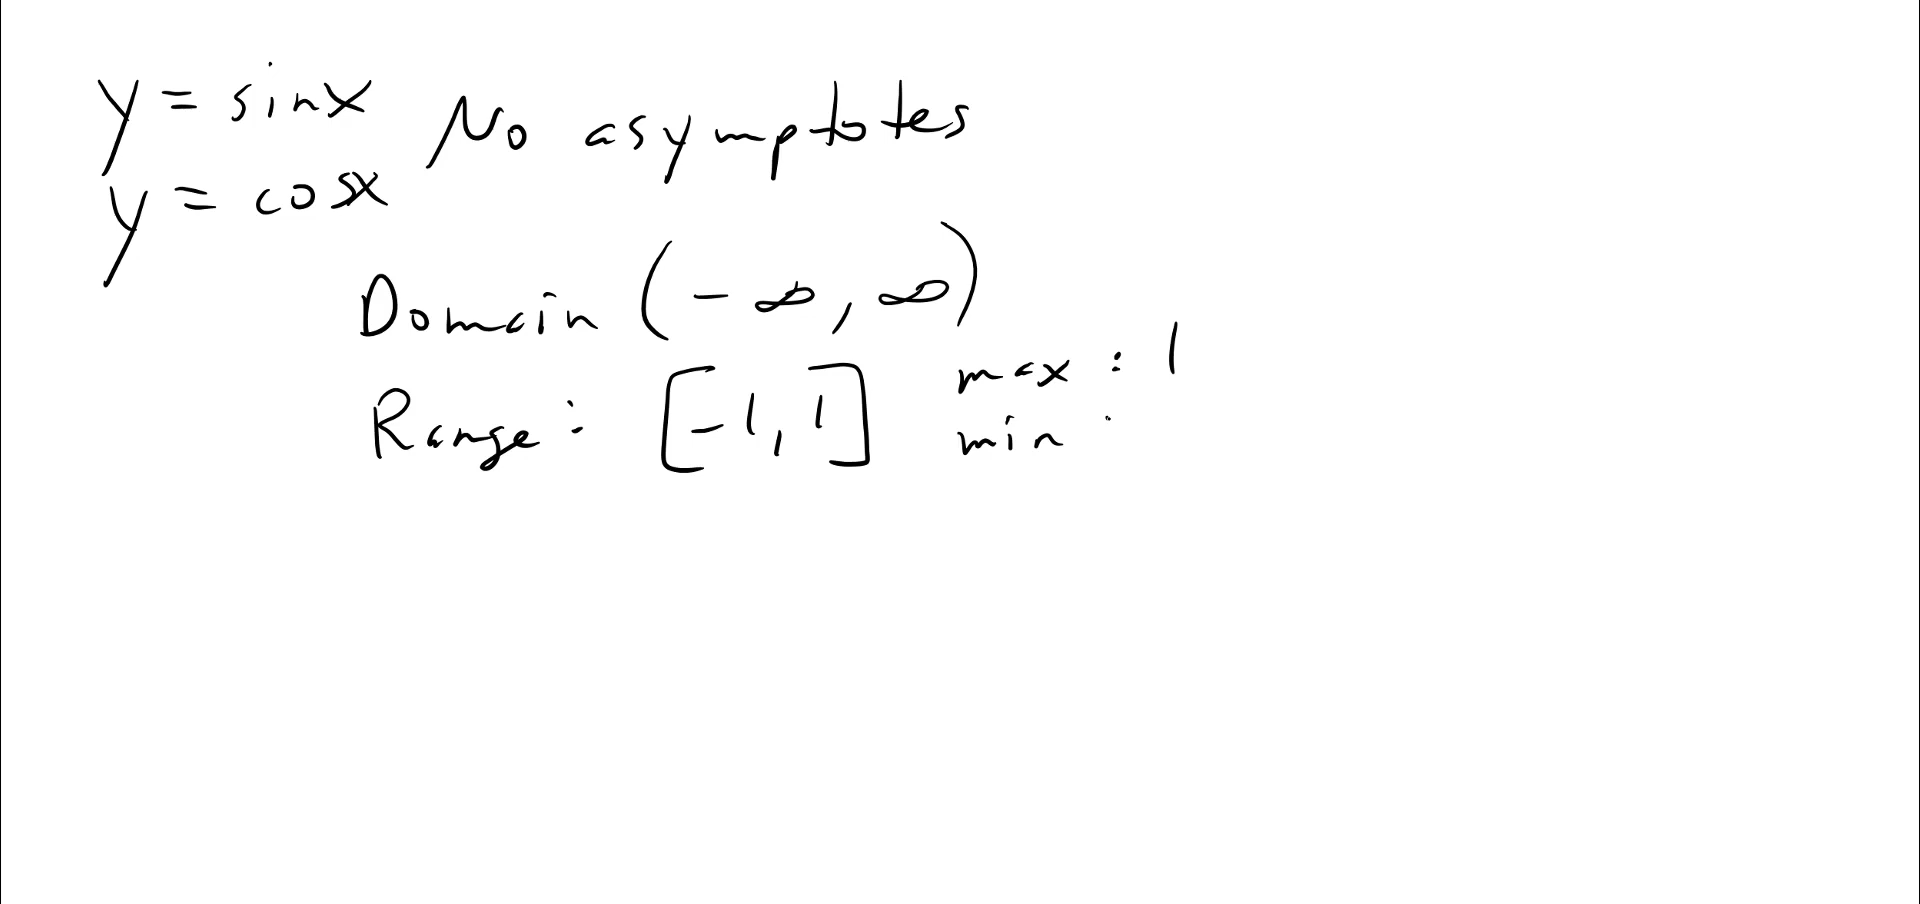 y = sinx No asymptotes
y = cosx
Domain (-∞, ∞)
Range: [-1, 1] max : 1
min :